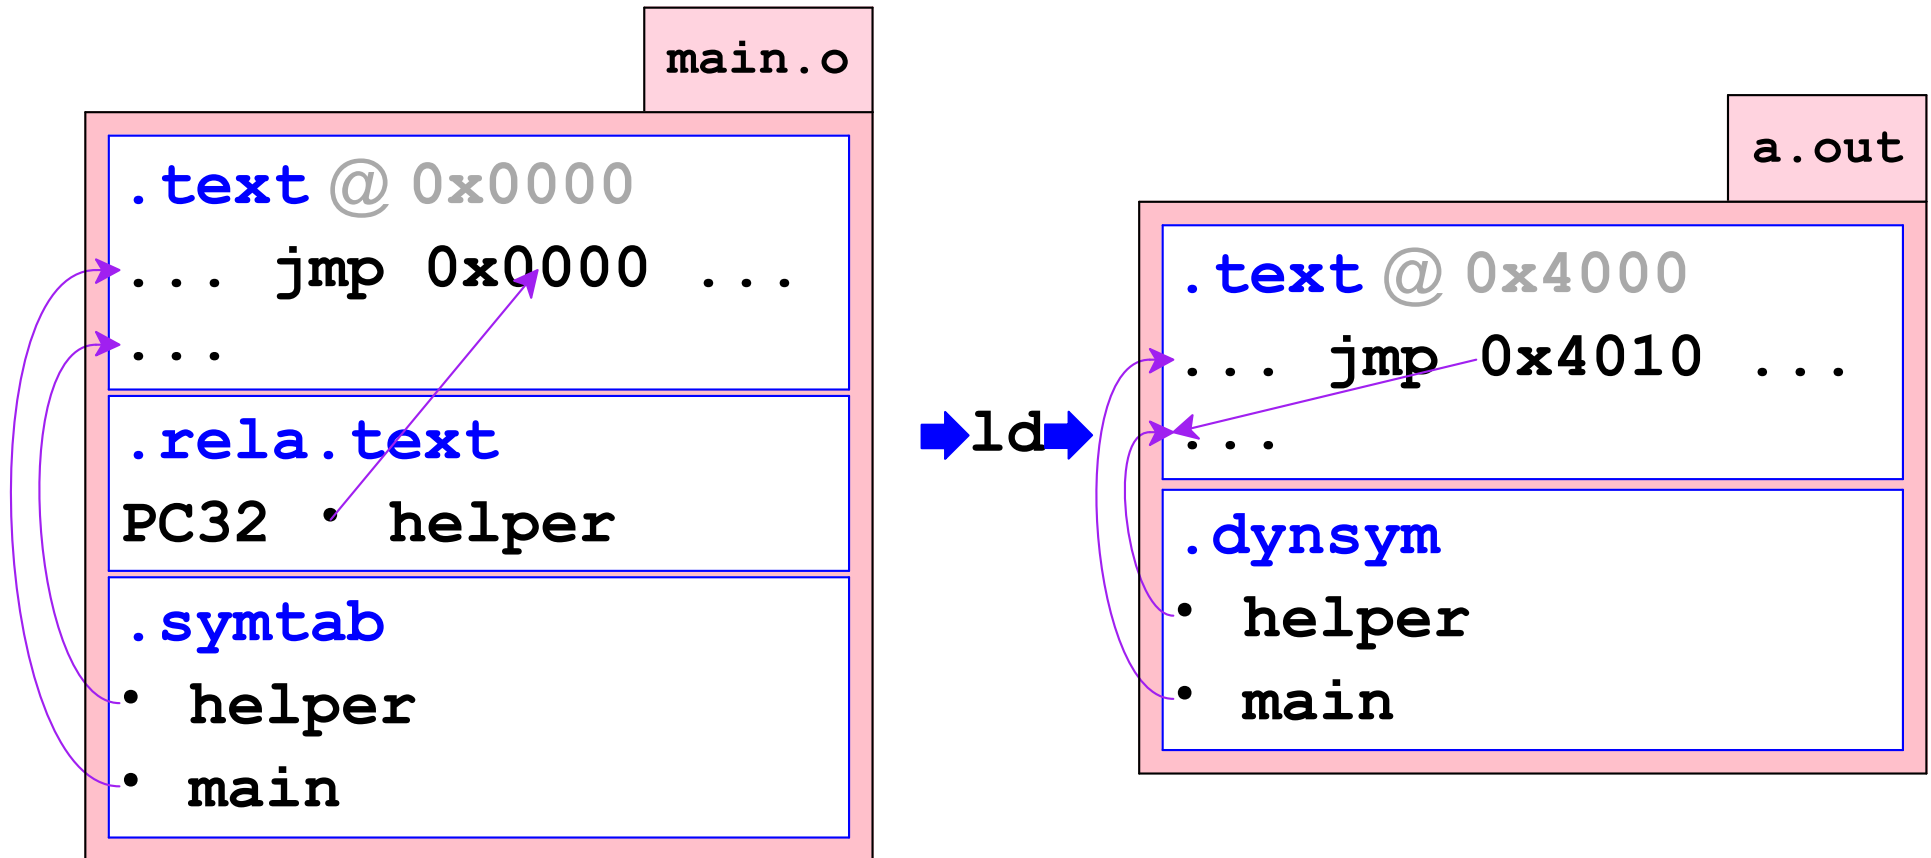 main.o
.text @ 0x0000
... jmp 0x0000 ...
...
.rela.text
PC32 • helper
.symtab
• helper
• main
ld
a.out
.text @ 0x4000
... jmp 0x4010 ...
...
.dynsym
• helper
• main